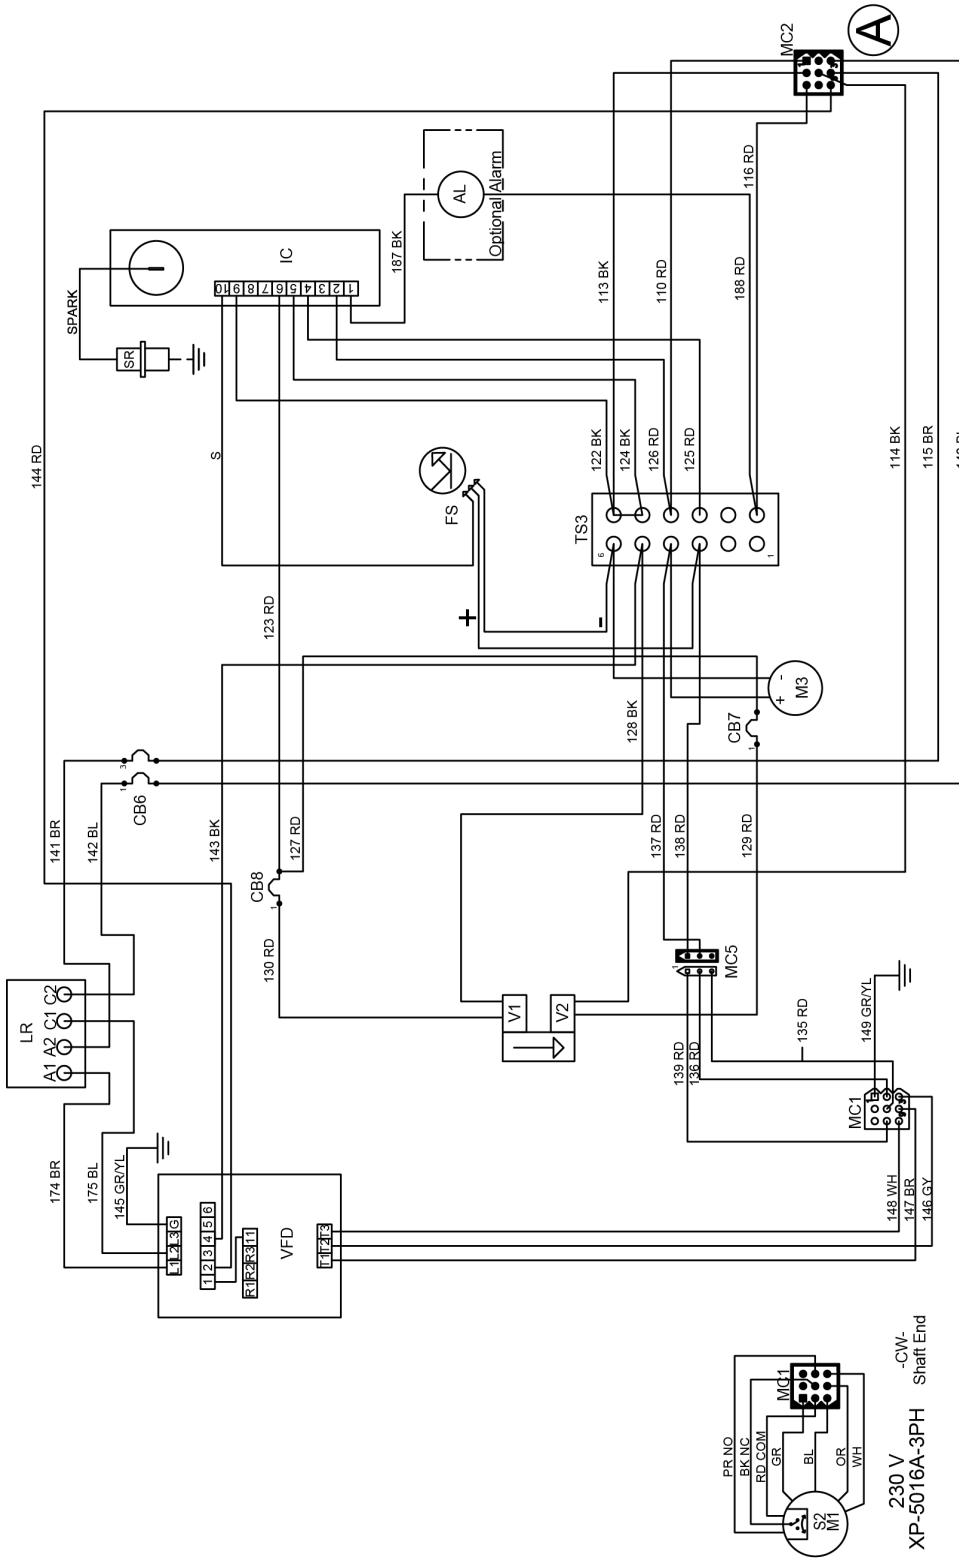 A
MC2
1
3
144 RD
SPARK
SR
IC
10
9
8
7
6
5
4
3
2
1
187 BK
AL
Optional Alarm
116 RD
113 BK
110 RD
188 RD
S
FS
122 BK
124 BK
126 RD
125 RD
114 BK
115 BR
TS3
6
1
123 RD
+
-
128 BK
M3
+ -
CB7
1
3
1
CB6
141 BR
142 BL
143 BK
127 RD
CB8
1
137 RD
138 RD
129 RD
130 RD
MC5
1
LR
A1 A2 C1 C2
V1
V2
139 RD
136 RD
135 RD
149 GR/YL
MC1
1
3
174 BR
175 BL
145 GR/YL
L1 L2 L3 G
1 2 3 4 5 6
R1 R2 R3 11
VFD
T1 T2 T3
148 WH
147 BR
146 GY
PR NO
BK NC
RD COM
GR
BL
OR
WH
MC1
S2
M1
230 V
XP-5016A-3PH
-CW-
Shaft End